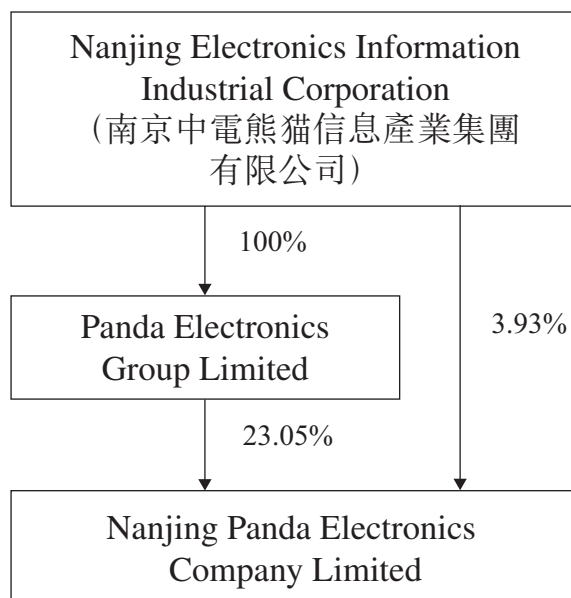 Nanjing Electronics Information
Industrial Corporation
（南京中電熊猫信息產業集團
有限公司）
100%
Panda Electronics
Group Limited
3.93%
23.05%
Nanjing Panda Electronics
Company Limited